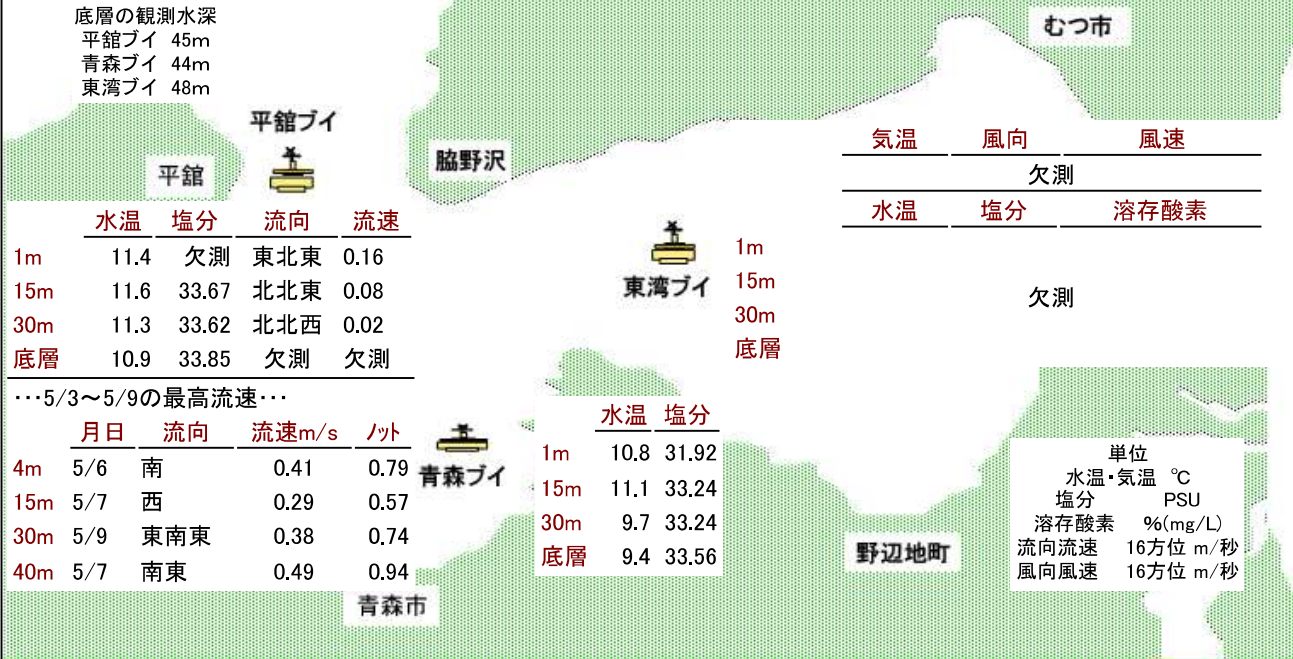 底層の観測水深
平舘ブイ 45m
青森ブイ 44m
東湾ブイ 48m
むつ市
平舘ブイ
脇野沢
平舘
気温 風向 風速
欠測
水温 塩分 溶存酸素
欠測
水温 塩分 流向 流速
1m 11.4 欠測 東北東 0.16
15m 11.6 33.67 北北東 0.08
30m 11.3 33.62 北北西 0.02
底層 10.9 33.85 欠測 欠測
東湾ブイ
1m
15m
30m
底層
…5/3～5/9の最高流速…
月日 流向 流速m/s ノット
4m 5/6 南 0.41 0.79
15m 5/7 西 0.29 0.57
30m 5/9 東南東 0.38 0.74
40m 5/7 南東 0.49 0.94
青森ブイ
水温 塩分
1m 10.8 31.92
15m 11.1 33.24
30m 9.7 33.24
底層 9.4 33.56
野辺地町
青森市
単位
水温・気温 ℃
塩分 PSU
溶存酸素 %(mg/L)
流向流速 16方位 m/秒
風向風速 16方位 m/秒